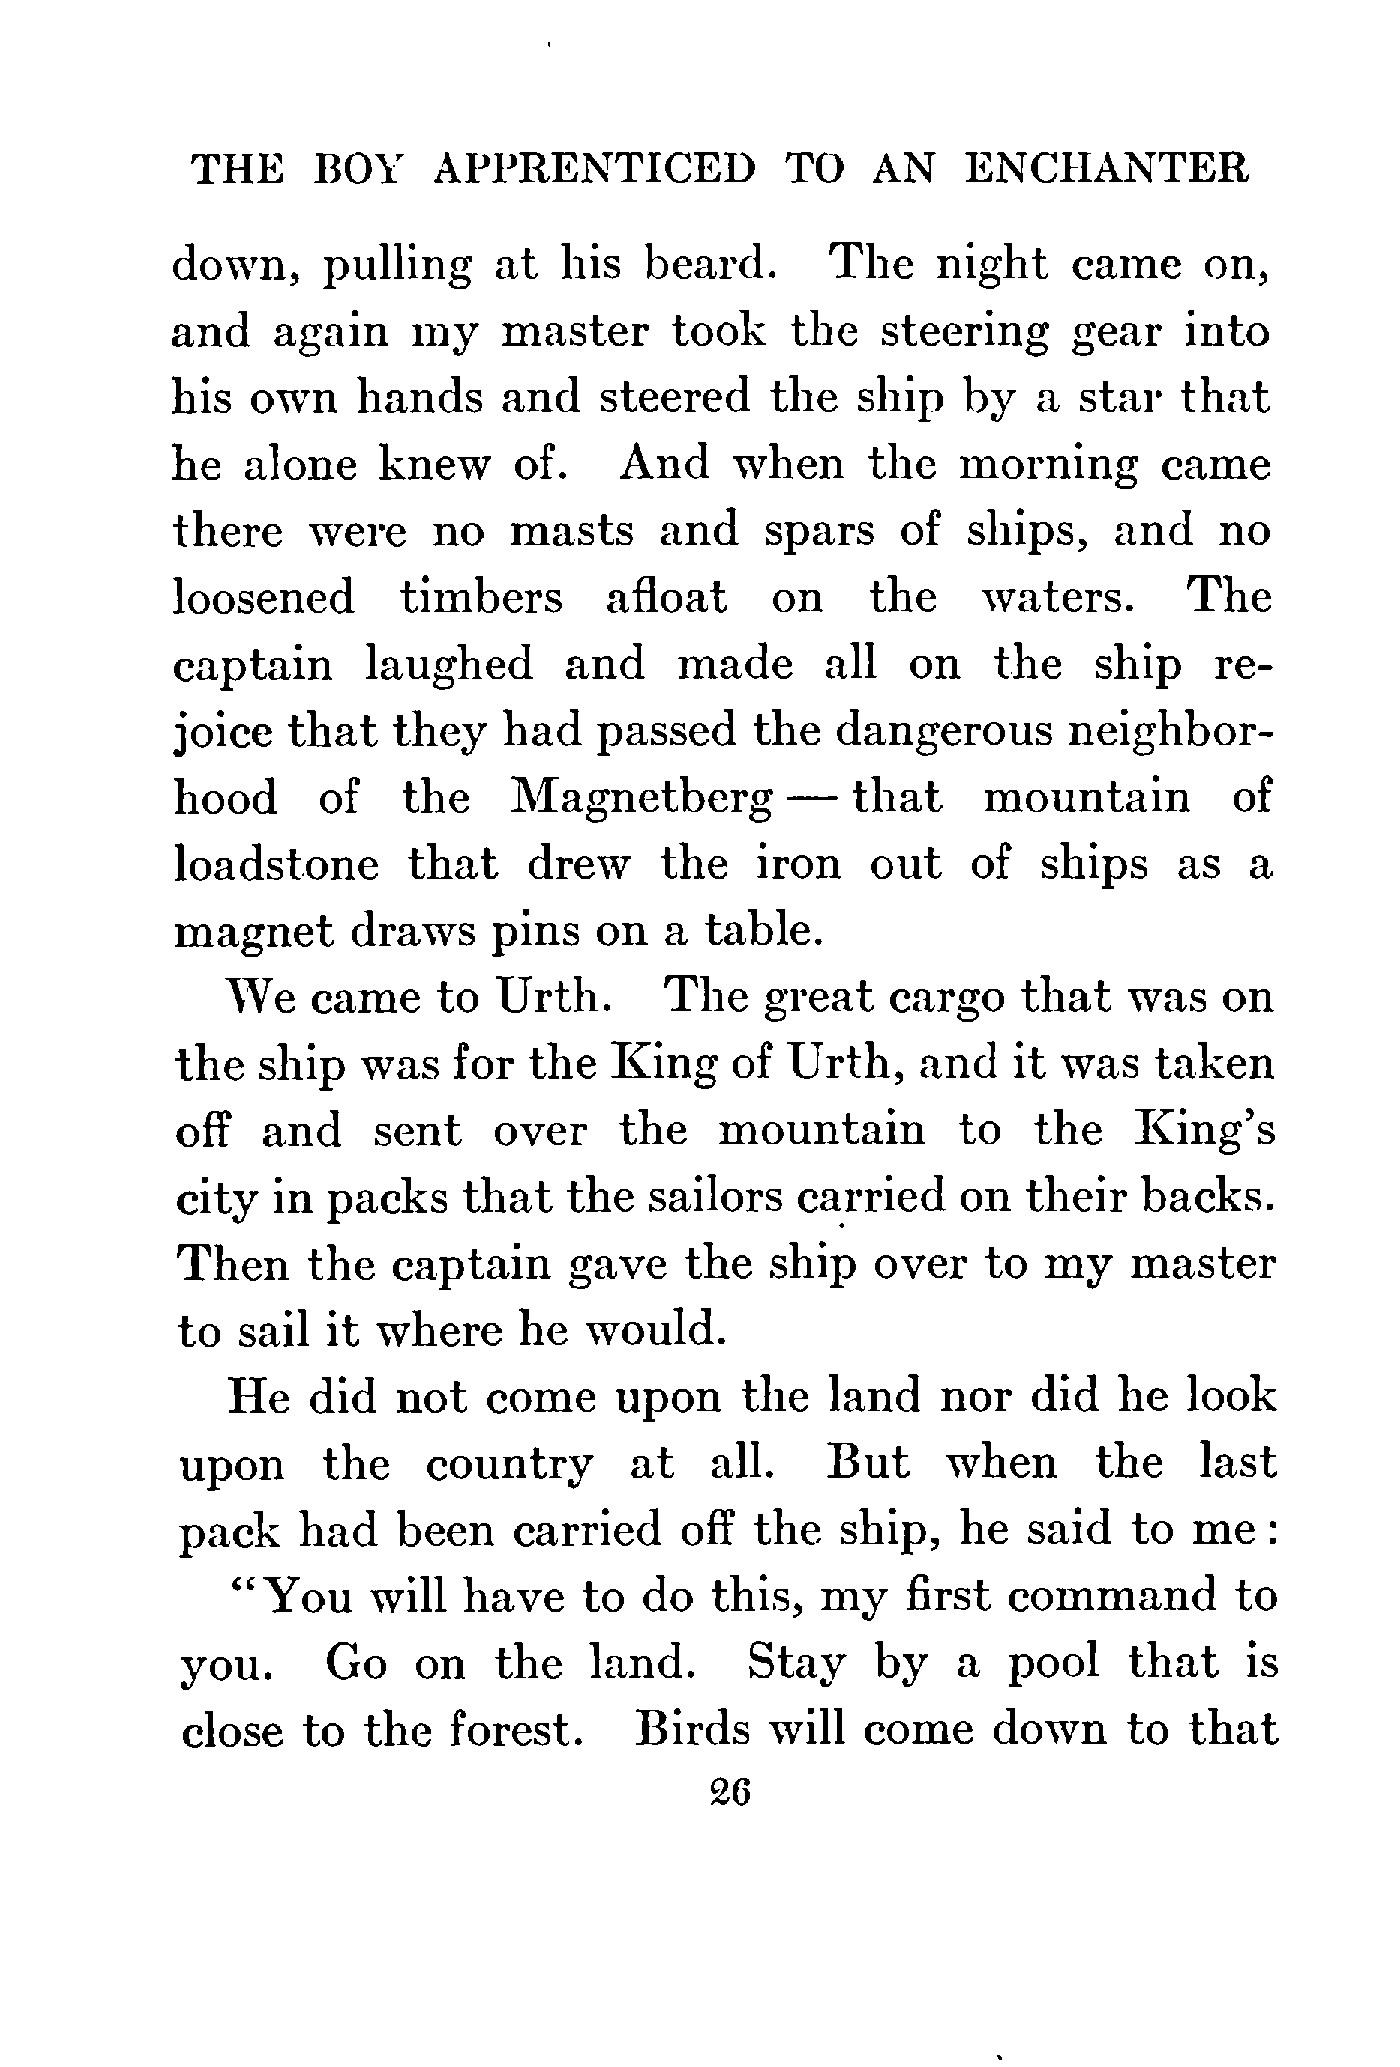 THE BOY APPRENTICED TO AN ENCHANTER
down, pulling at his beard. The night came on,
and again my master took the steering gear into
his own hands and steered the ship by a star that
he alone knew of. And when the morning came
there were no masts and spars of ships, and no
loosened timbers afloat on the waters. The
captain laughed and made all on the ship re-
joice that they had passed the dangerous neighbor-
hood of the Magnetberg — that mountain of
loadstone that drew the iron out of ships as a
magnet draws pins on a table.
We came to Urth. The great cargo that was on
the ship was for the King of Urth, and it was taken
off and sent over the mountain to the King's
city in packs that the sailors carried on their backs.
Then the captain gave the ship over to my master
to sail it where he would.
He did not come upon the land nor did he look
upon the country at all. But when the last
pack had been carried off the ship, he said to me:
“You will have to do this, my first command to
you. Go on the land. Stay by a pool that is
close to the forest. Birds will come down to that
26